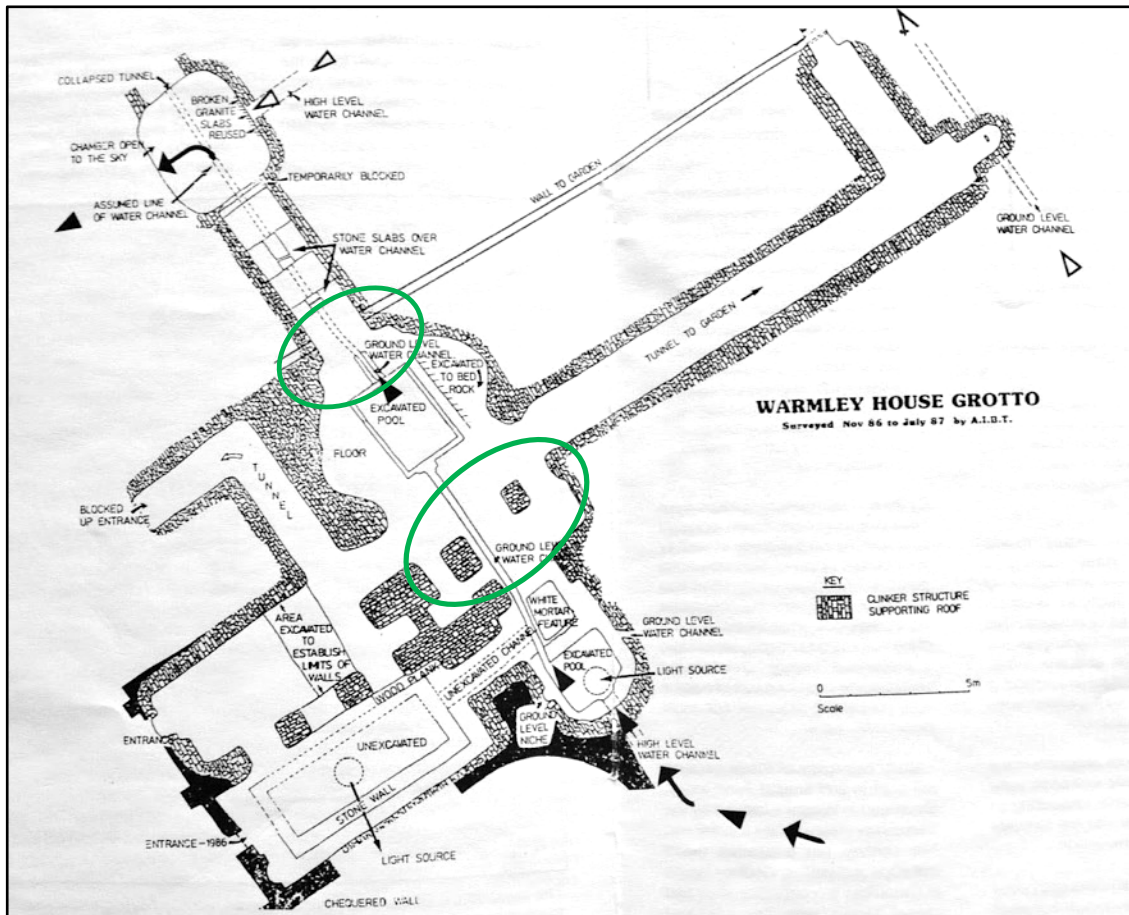 COLLAPSED TUNNEL
BROKEN
GRANITE
SLABS
REUSED
HIGH LEVEL
WATER CHANNEL
CHAMBER OPEN
TO THE SKY
TEMPORARILY BLOCKED
ASSUMED LINE
OF WATER CHANNEL
STONE SLABS OVER
WATER CHANNEL
WALL TO GARDEN
GROUND LEVEL
WATER CHANNEL
TUNNEL TO GARDEN
GROUND LEVEL
WATER CHANNEL
EXCAVATED
TO BED
ROCK
EXCAVATED
POOL
WARMLEY HOUSE GROTTO
Surveyed Nov 86 to July 87 by A.I.B.T.
FLOOR
TUNNEL
BLOCKED
UP ENTRANCE
GROUND LEVEL
WATER
KEY
CLINKER STRUCTURE
SUPPORTING ROOF
WHITE
MORTAR
FEATURE
AREA
EXCAVATED
TO
ESTABLISH
LIMITS OF
WALLS
GROUND LEVEL
WATER CHANNEL
EXCAVATED
POOL
LIGHT SOURCE
WOOD PLANK
UNEXCAVATED CHANNEL
0 5m
Scale
ENTRANCE
GROUND
LEVEL
NICHE
UNEXCAVATED
HIGH LEVEL
WATER CHANNEL
STONE WALL
ENTRANCE-1986
LIGHT SOURCE
CHEQUERED WALL